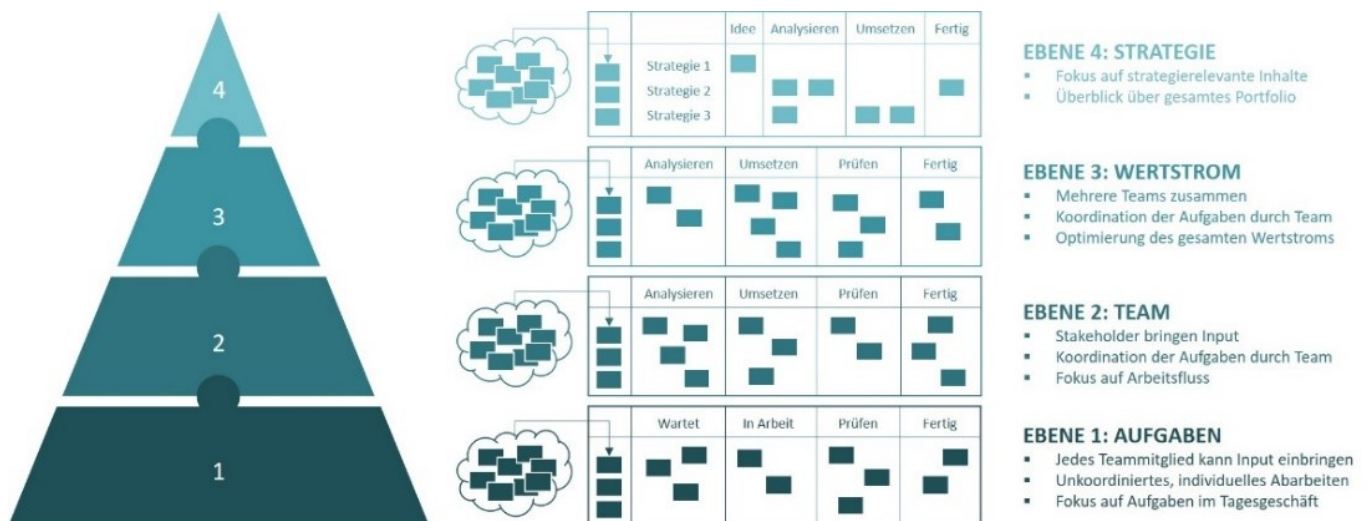 4
Idee Analysieren Umsetzen Fertig
Strategie 1
Strategie 2
Strategie 3
EBENE 4: STRATEGIE
▪ Fokus auf strategierelevante Inhalte
▪ Überblick über gesamtes Portfolio
3
Analysieren Umsetzen Prüfen Fertig
EBENE 3: WERTSTROM
▪ Mehrere Teams zusammen
▪ Koordination der Aufgaben durch Team
▪ Optimierung des gesamten Wertstroms
2
Analysieren Umsetzen Prüfen Fertig
EBENE 2: TEAM
▪ Stakeholder bringen Input
▪ Koordination der Aufgaben durch Team
▪ Fokus auf Arbeitsfluss
1
Wartet In Arbeit Prüfen Fertig
EBENE 1: AUFGABEN
▪ Jedes Teammitglied kann Input einbringen
▪ Unkoordiniertes, individuelles Abarbeiten
▪ Fokus auf Aufgaben im Tagesgeschäft